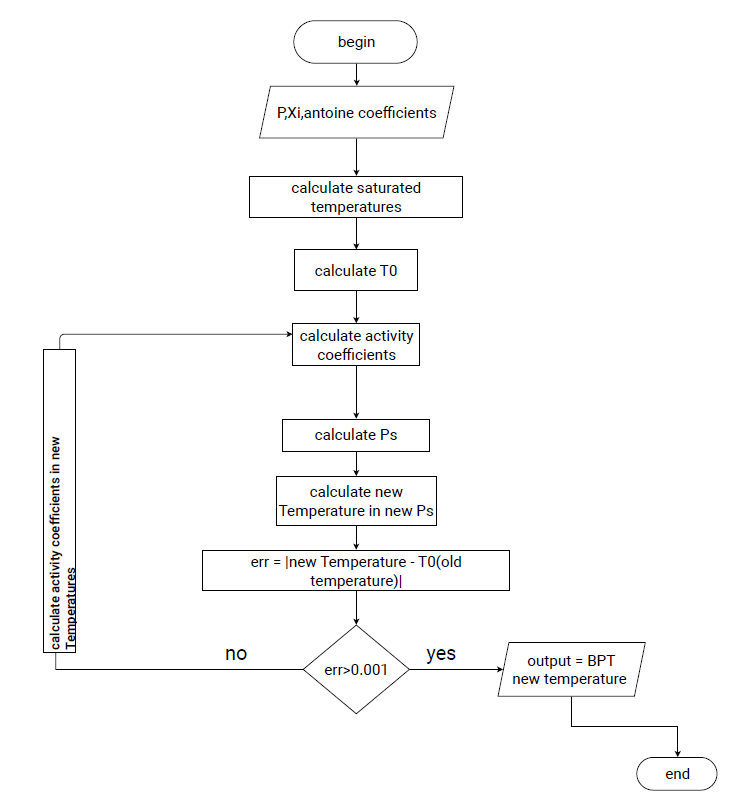 begin
P,Xi,antoine coefficients
calculate saturated
temperatures
calculate T0
calculate activity
coefficients
calculate Ps
calculate new
Temperature in new Ps
err = |new Temperature - T0(old
temperature)|
err>0.001
no
yes
calculate activity coefficients in new
Temperatures
output = BPT
new temperature
end